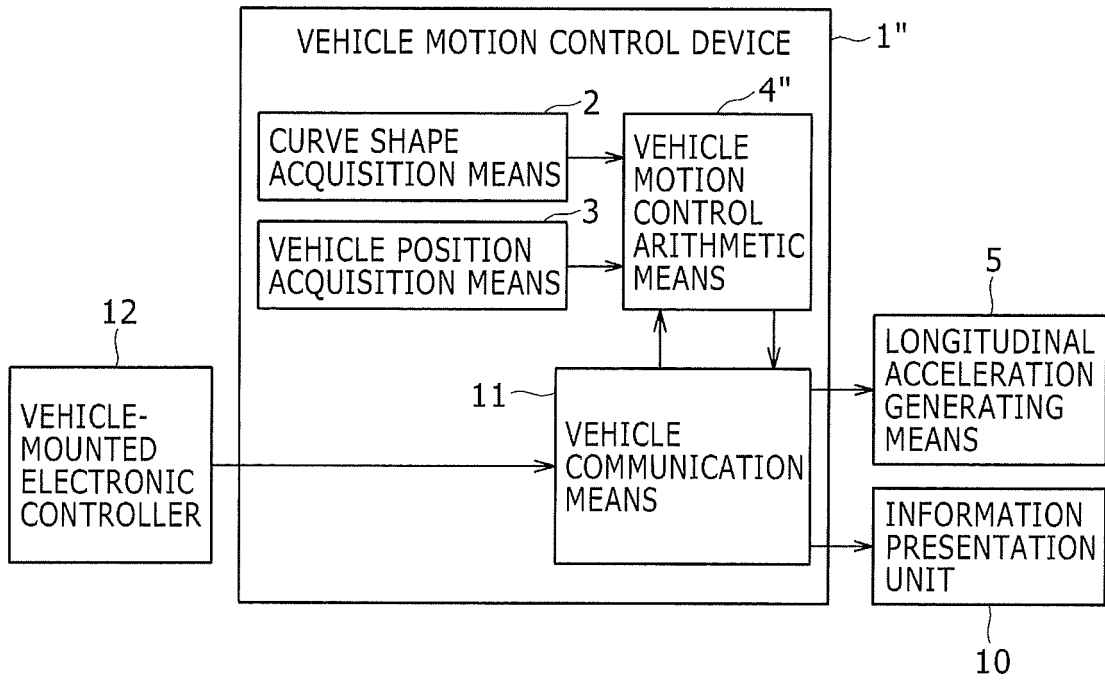 VEHICLE MOTION CONTROL DEVICE
1"
2
CURVE SHAPE
ACQUISITION MEANS
3
VEHICLE POSITION
ACQUISITION MEANS
4"
VEHICLE
MOTION
CONTROL
ARITHMETIC
MEANS
12
VEHICLE-
MOUNTED
ELECTRONIC
CONTROLLER
11
VEHICLE
COMMUNICATION
MEANS
5
LONGITUDINAL
ACCELERATION
GENERATING
MEANS
INFORMATION
PRESENTATION
UNIT
10